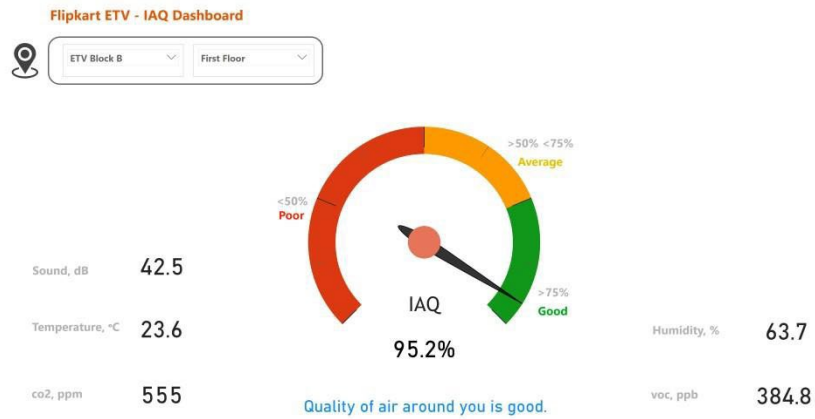 Flipkart ETV - IAQ Dashboard
ETV Block B
First Floor
>50% <75%
Average
<50%
Poor
>75%
Good
IAQ
95.2%
Sound, dB 42.5
Temperature, °C 23.6
co2, ppm 555
Humidity, % 63.7
voc, ppb 384.8
Quality of air around you is good.